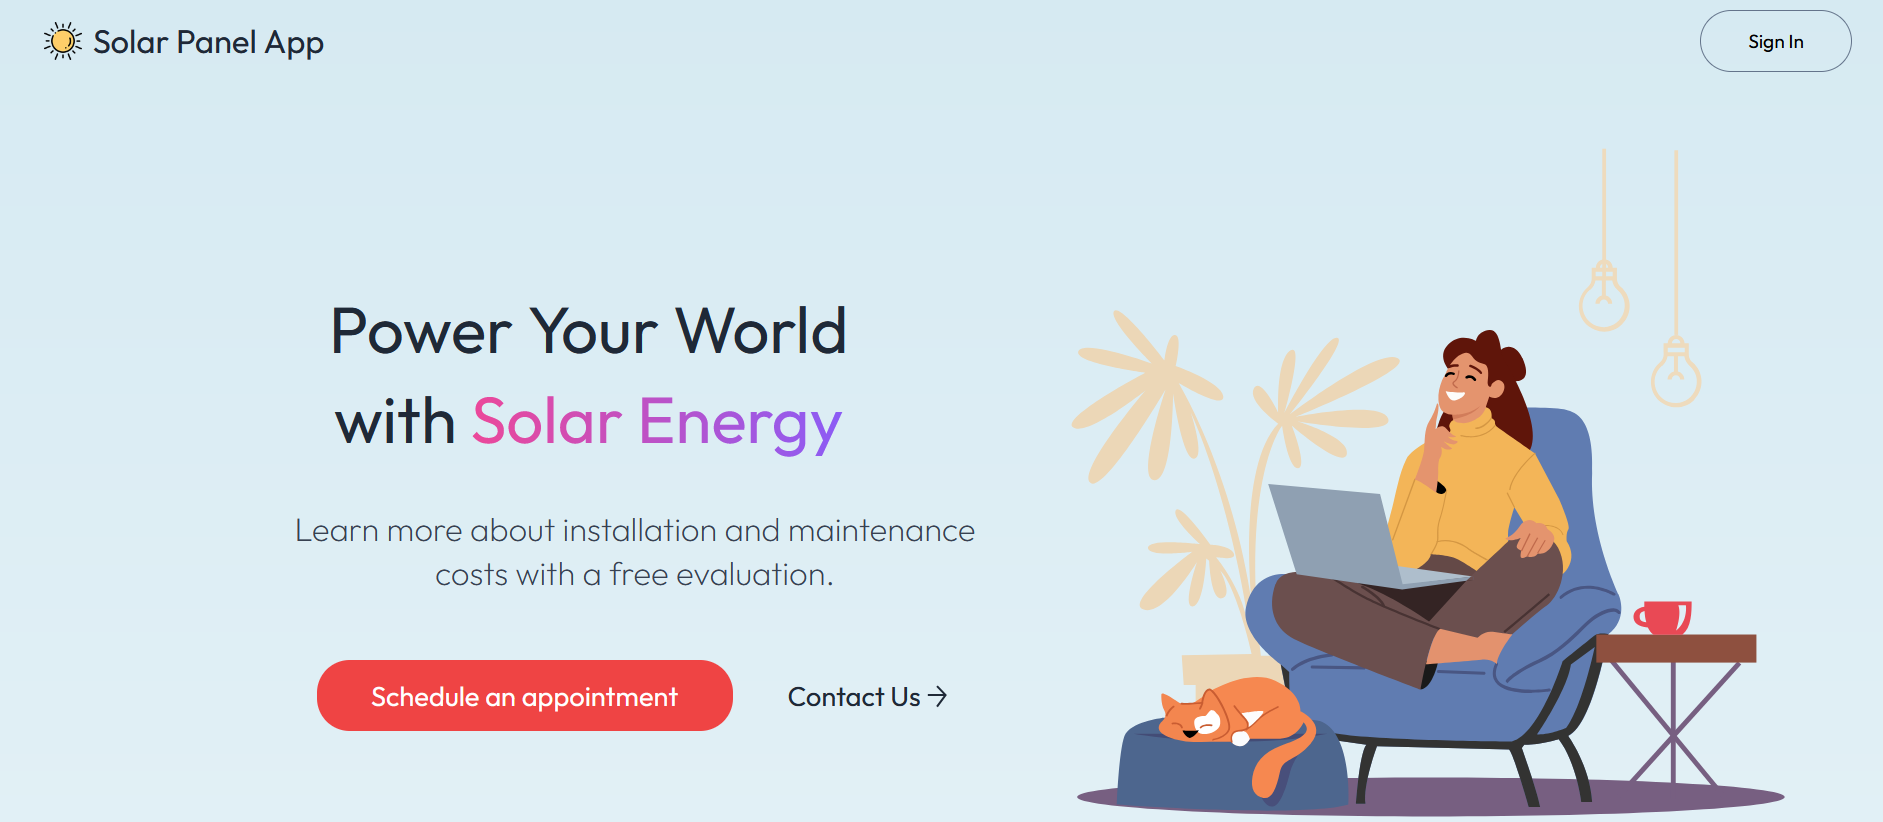 Solar Panel App
Sign In
Power Your World
with Solar Energy
Learn more about installation and maintenance
costs with a free evaluation.
Schedule an appointment
Contact Us →